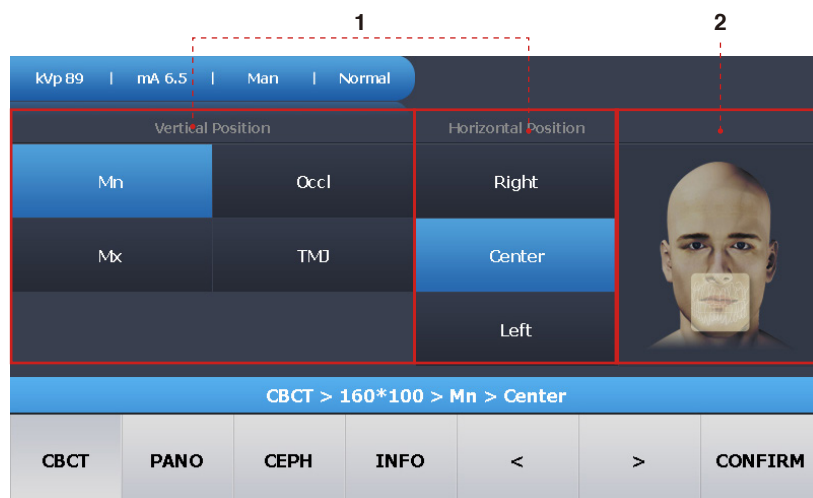 1 2
kVp 89 | mA 6.5 | Man | Normal
Vertical Position Horizontal Position
Mn Occl Right
Mx TMJ Center
Left
CBCT > 160*100 > Mn > Center
CBCT PANO CEPH INFO < > CONFIRM